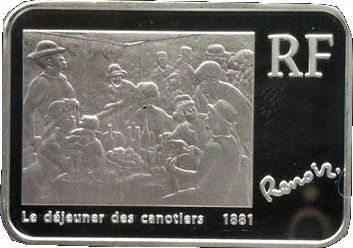 RF
Renoir.
Le déjeuner des canotiers 1881